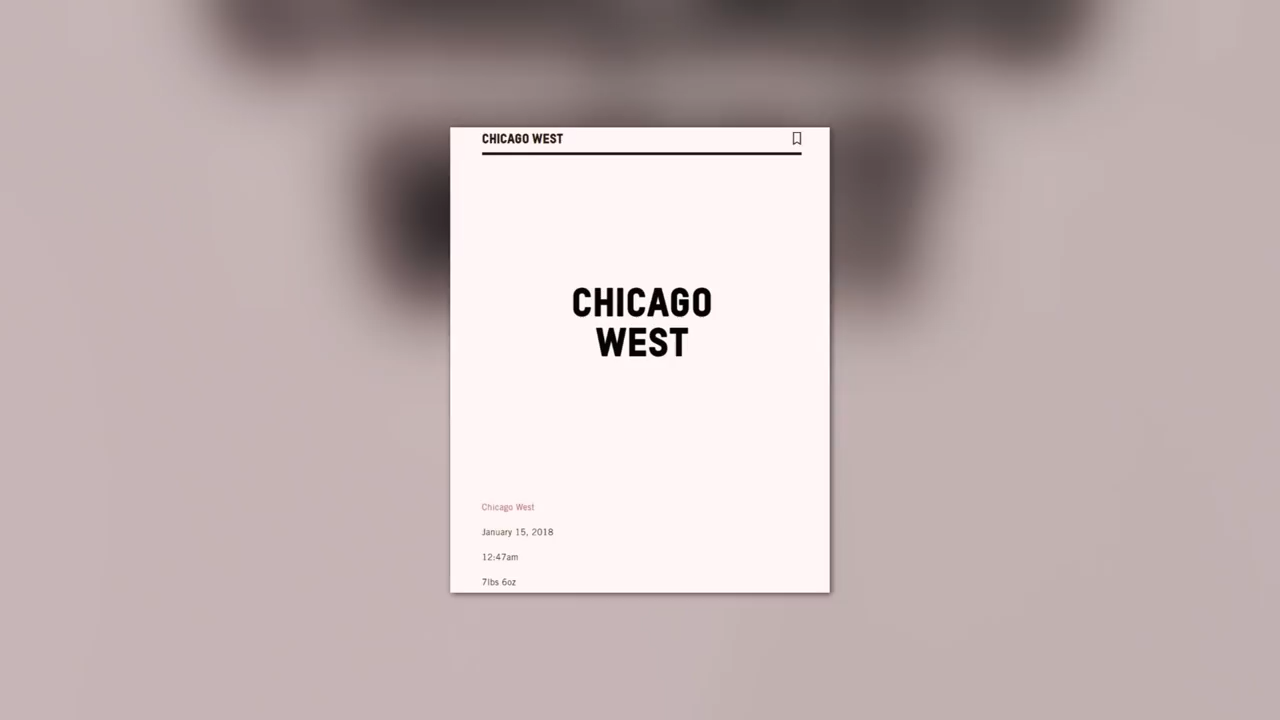 CHICAGO WEST
CHICAGO
WEST
Chicago West
January 15, 2018
12:47am
7lbs 6oz